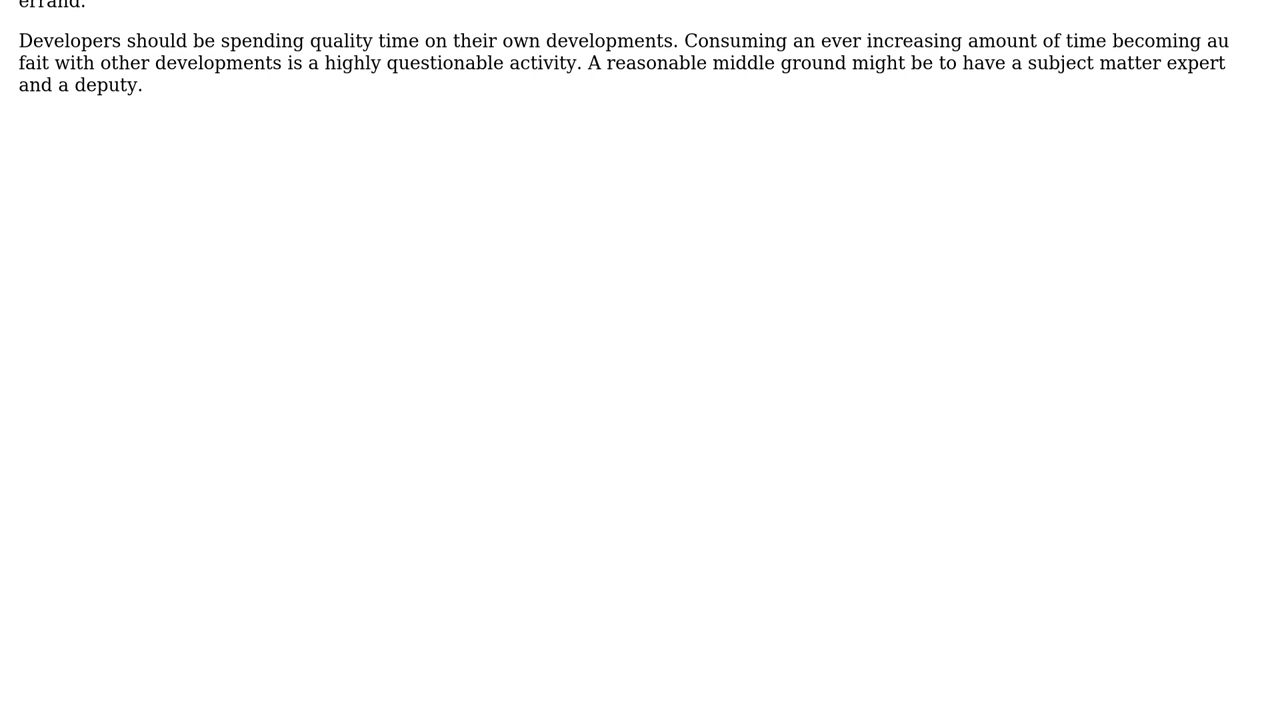 errand.
Developers should be spending quality time on their own developments. Consuming an ever increasing amount of time becoming au
fait with other developments is a highly questionable activity. A reasonable middle ground might be to have a subject matter expert
and a deputy.